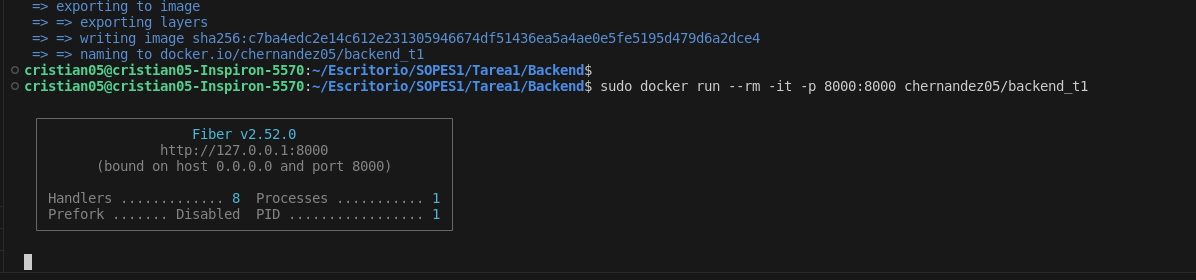 => exporting to image
=> => exporting layers
=> => writing image sha256:c7ba4edc2e14c612e231305946674df51436ea5a4ae0e5fe5195d479d6a2dce4
=> => naming to docker.io/chernandez05/backend_t1
cristian05@cristian05-Inspiron-5570:~/Escritorio/SOPES1/Tarea1/Backend$
cristian05@cristian05-Inspiron-5570:~/Escritorio/SOPES1/Tarea1/Backend$ sudo docker run --rm -it -p 8000:8000 chernandez05/backend_t1
Fiber v2.52.0
http://127.0.0.1:8000
(bound on host 0.0.0.0 and port 8000)
Handlers ............. 8 Processes ........... 1
Prefork ....... Disabled PID ................. 1